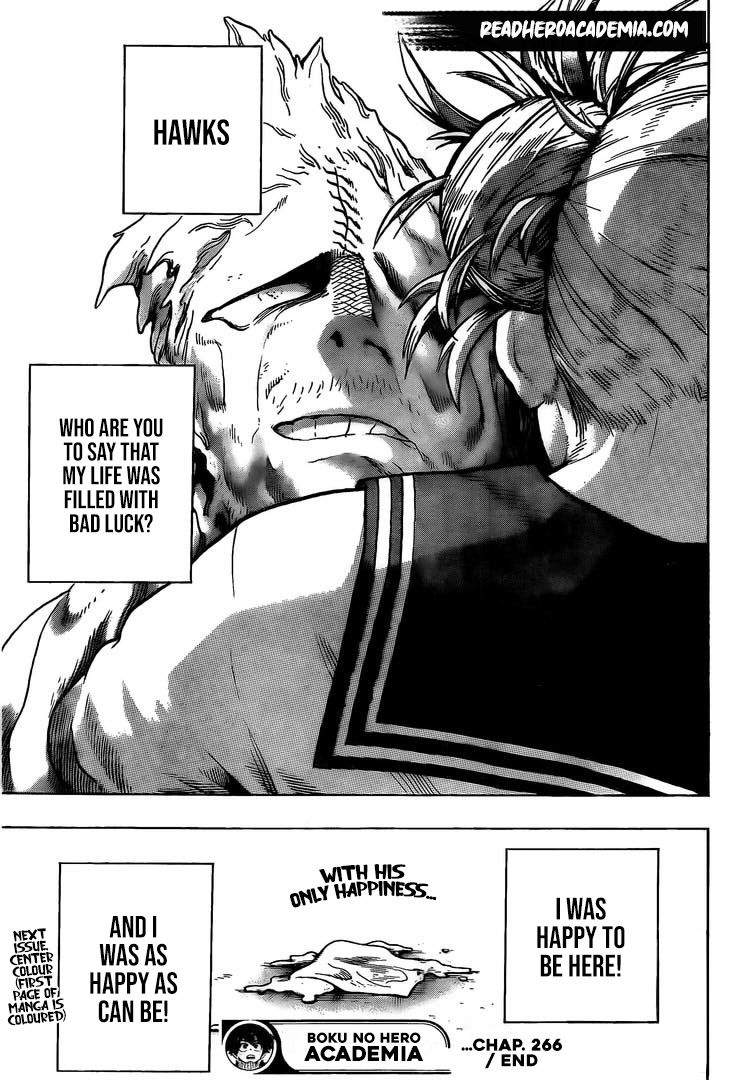 READHEROACADEMIA.COM
HAWKS
WHO ARE YOU
TO SAY THAT
MY LIFE WAS
FILLED WITH
BAD LUCK?
I WAS
HAPPY TO
BE HERE!
WITH HIS
ONLY HAPPINESS...
AND I
WAS AS
HAPPY AS
CAN BE!
NEXT
ISSUE
CENTER
COLOUR
(FIRST
PAGE OF
MANGA IS
COLOURED)
BOKU NO HERO
ACADEMIA
...CHAP. 266
/ END